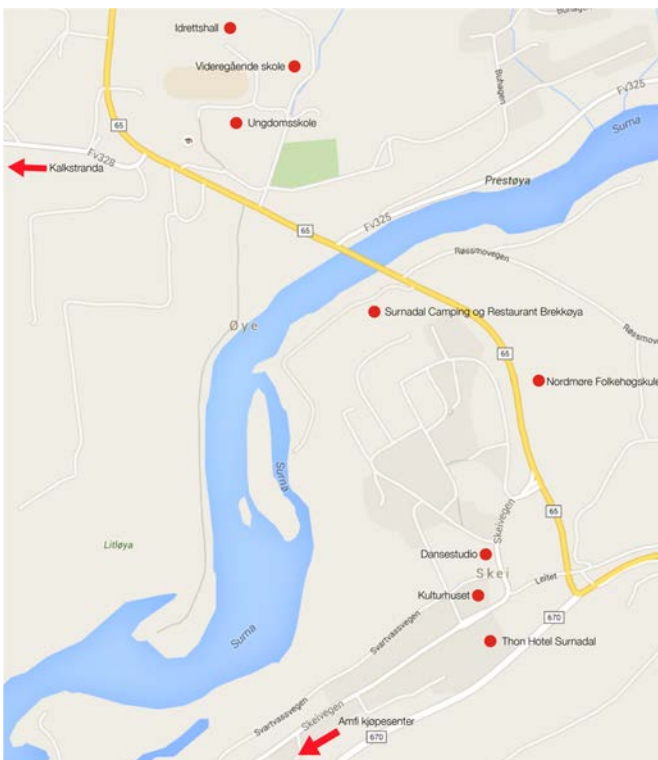 Idrettshall
Videregående skole
Buhagen
Fv325
65
Ungdomsskole
Surna
Fv328
Kalkstranda
Prestøya
Fv325
65
Røssmovegen
Surnadal Camping og Restaurant Brekkøya
Øye
Røssmove
65
Nordmøre Folkehøgskule
Surna
Skeivegen
65
Litløya
Dansestudio
Skei
Leitet
Kulturhuset
670
Svartvassvegen
Surna
Thon Hotel Surnadal
Svartvassvegen
Skeivegen
Amfi kjøpesenter
670